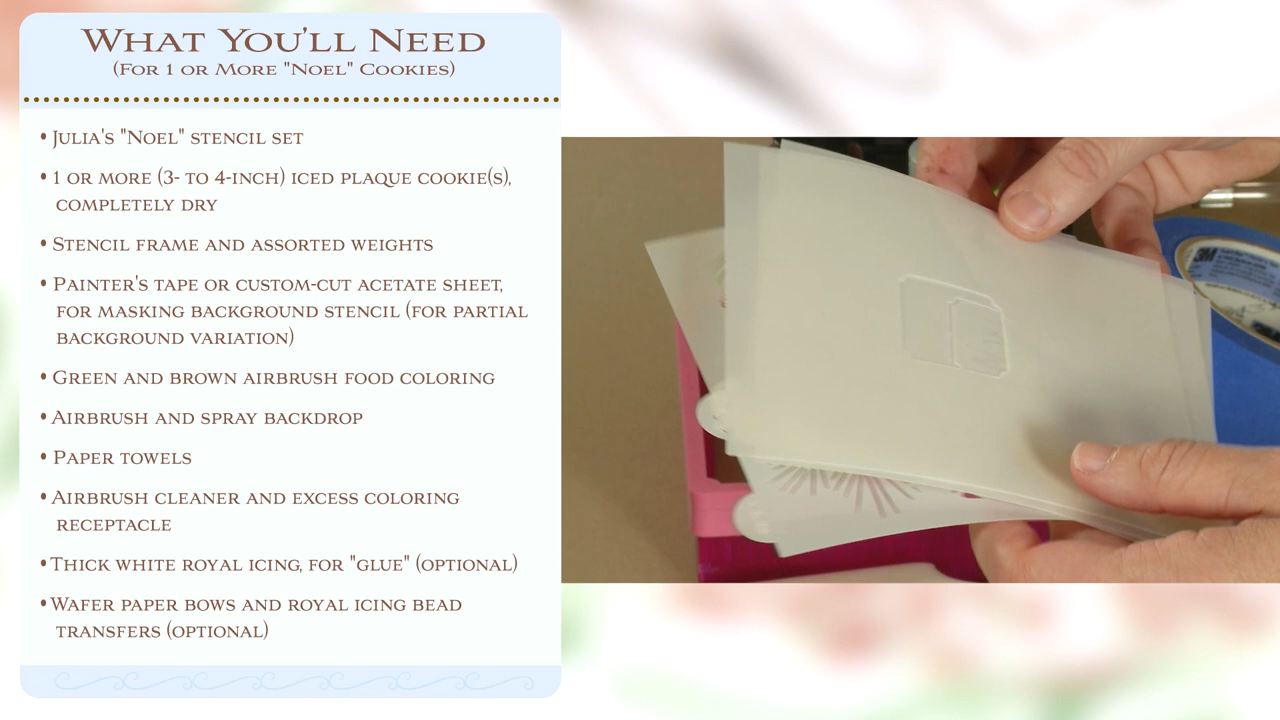 What You'll Need
(For 1 or More "Noel" Cookies)
• Julia's "Noel" stencil set
• 1 or more (3- to 4-inch) iced plaque cookie(s),
completely dry
• Stencil frame and assorted weights
• Painter's tape or custom-cut acetate sheet,
for masking background stencil (for partial
background variation)
• Green and brown airbrush food coloring
• Airbrush and spray backdrop
• Paper towels
• Airbrush cleaner and excess coloring
receptacle
• Thick white royal icing, for "glue" (optional)
• Wafer paper bows and royal icing bead
transfers (optional)
3M